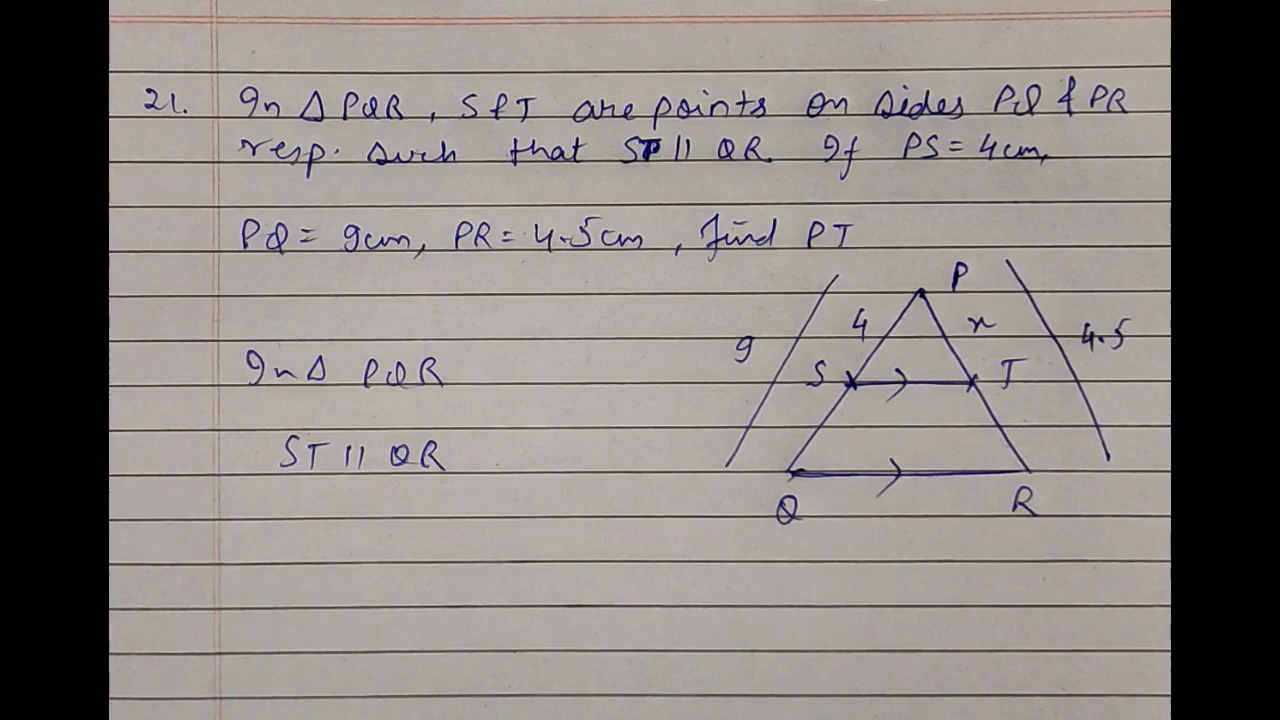 21. In Δ PQR, S & T are points on sides PQ & PR
resp. such that ST || QR. If PS = 4cm,
PQ = 9cm, PR = 4.5cm, find PT
P
4
x
9
4.5
S
T
In Δ PQR
ST || QR
Q
R